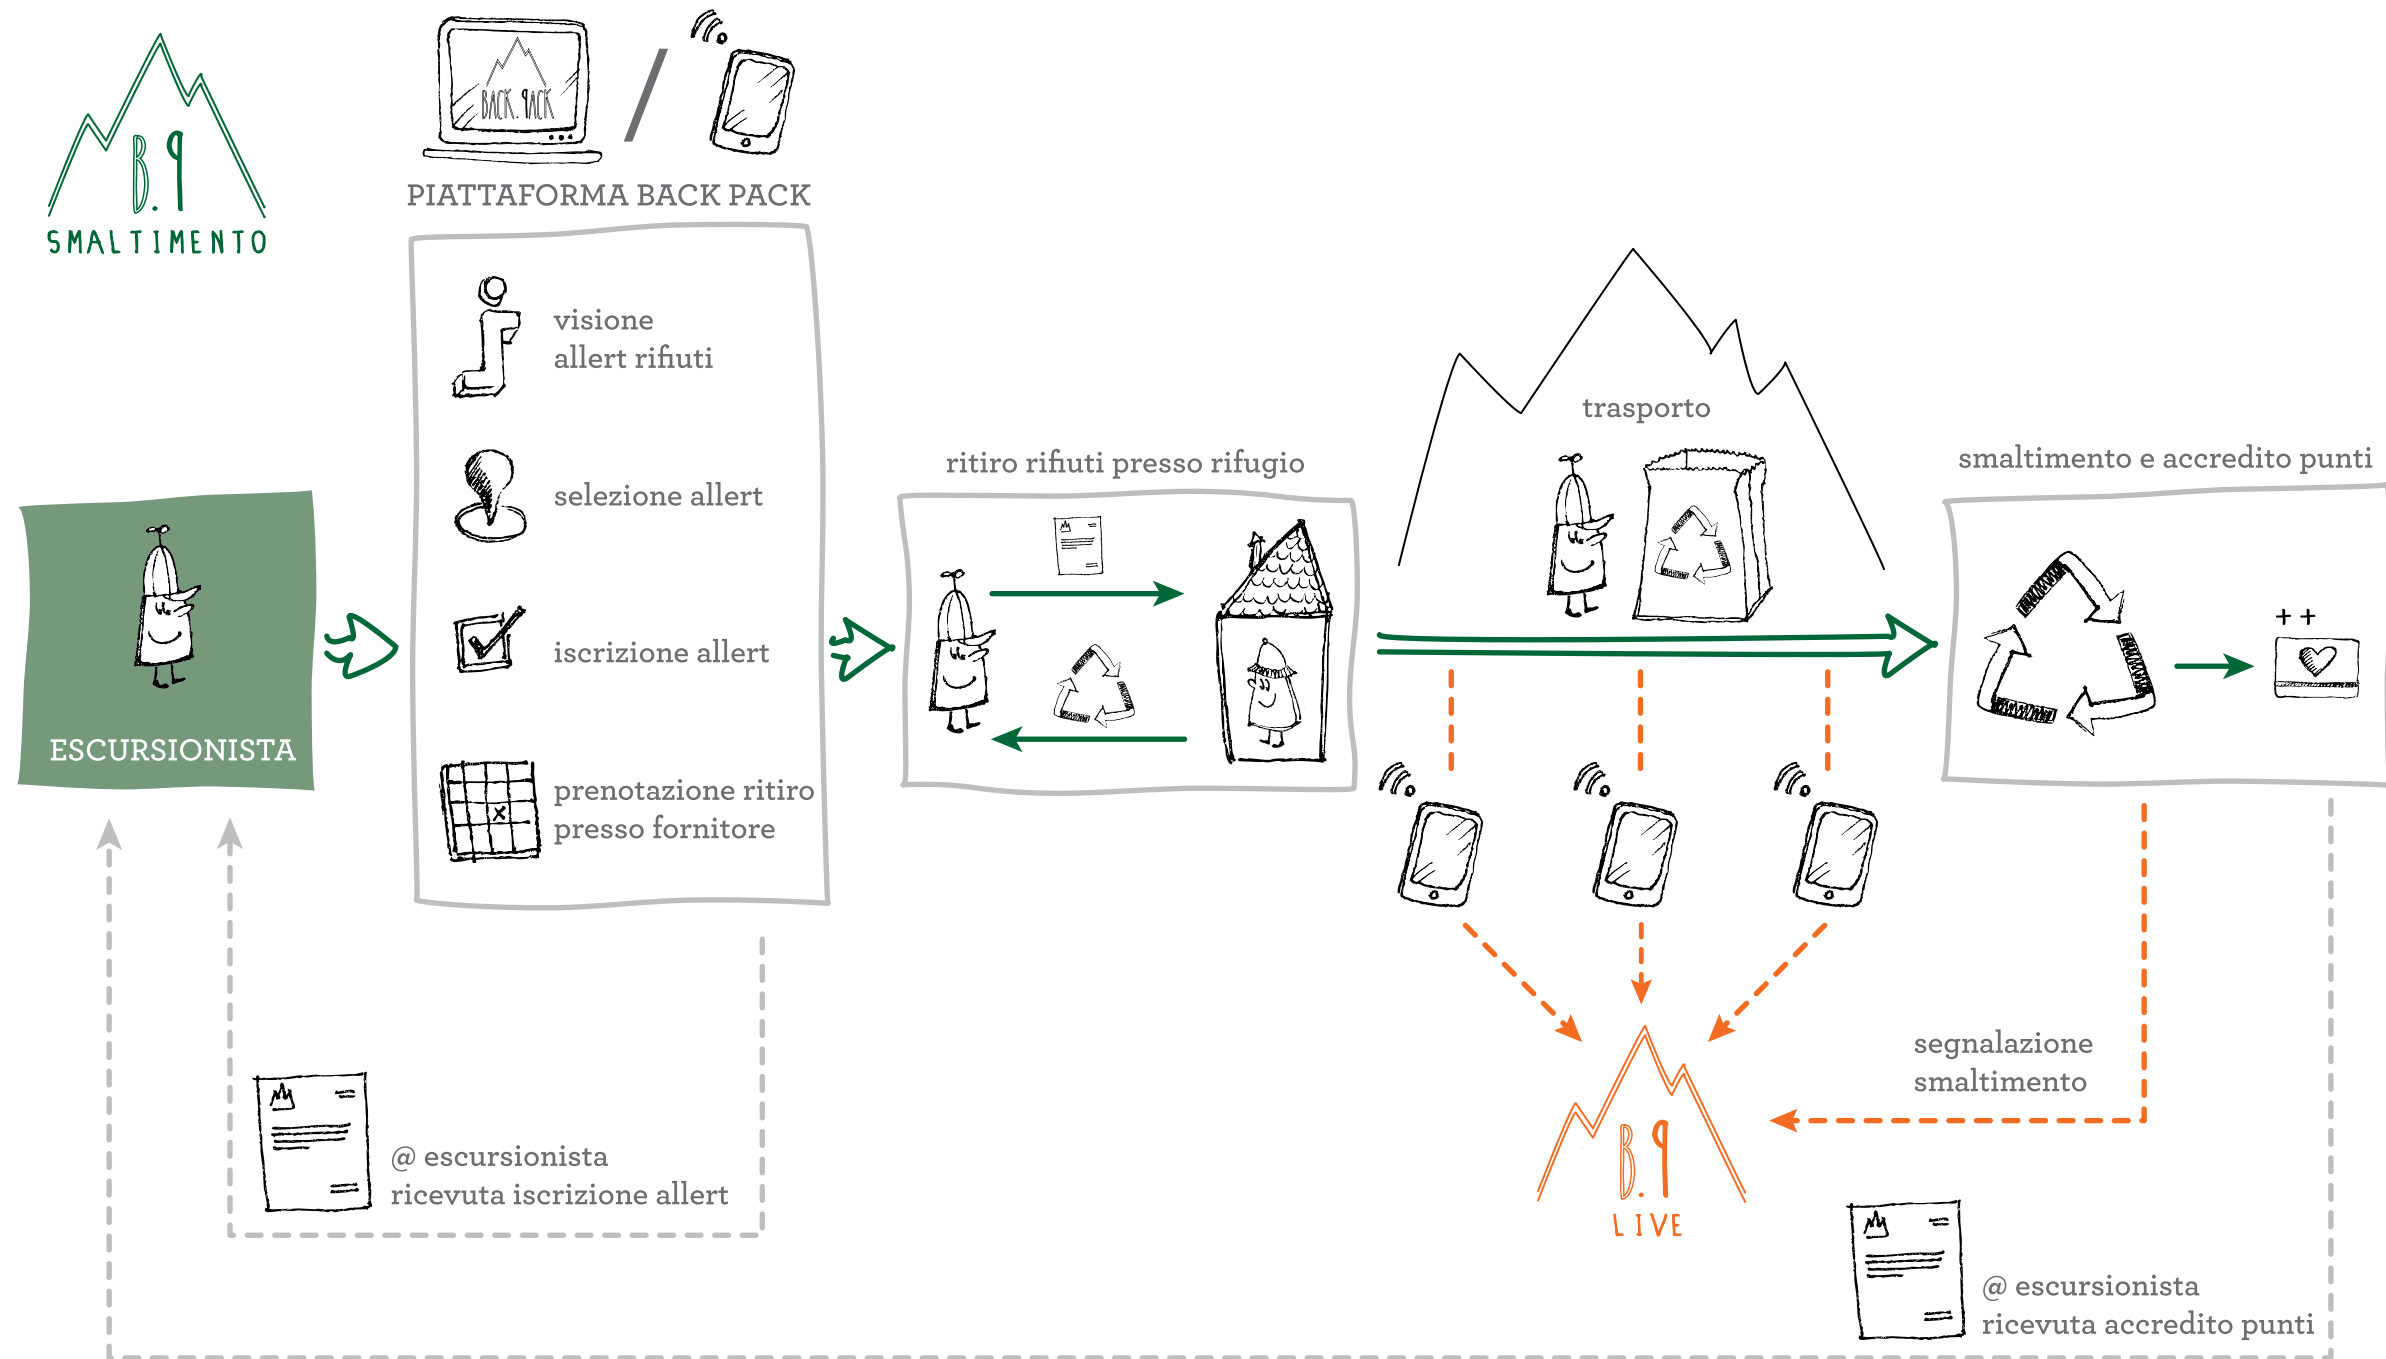 B.P
SMALTIMENTO
BACK PACK
PIATTAFORMA BACK PACK
visione
allert rifiuti
selezione allert
iscrizione allert
prenotazione ritiro
presso fornitore
ESCURSIONISTA
ritiro rifiuti presso rifugio
trasporto
smaltimento e accredito punti
++
segnalazione
smaltimento
B.P
LIVE
@ escursionista
ricevuta iscrizione allert
@ escursionista
ricevuta accredito punti